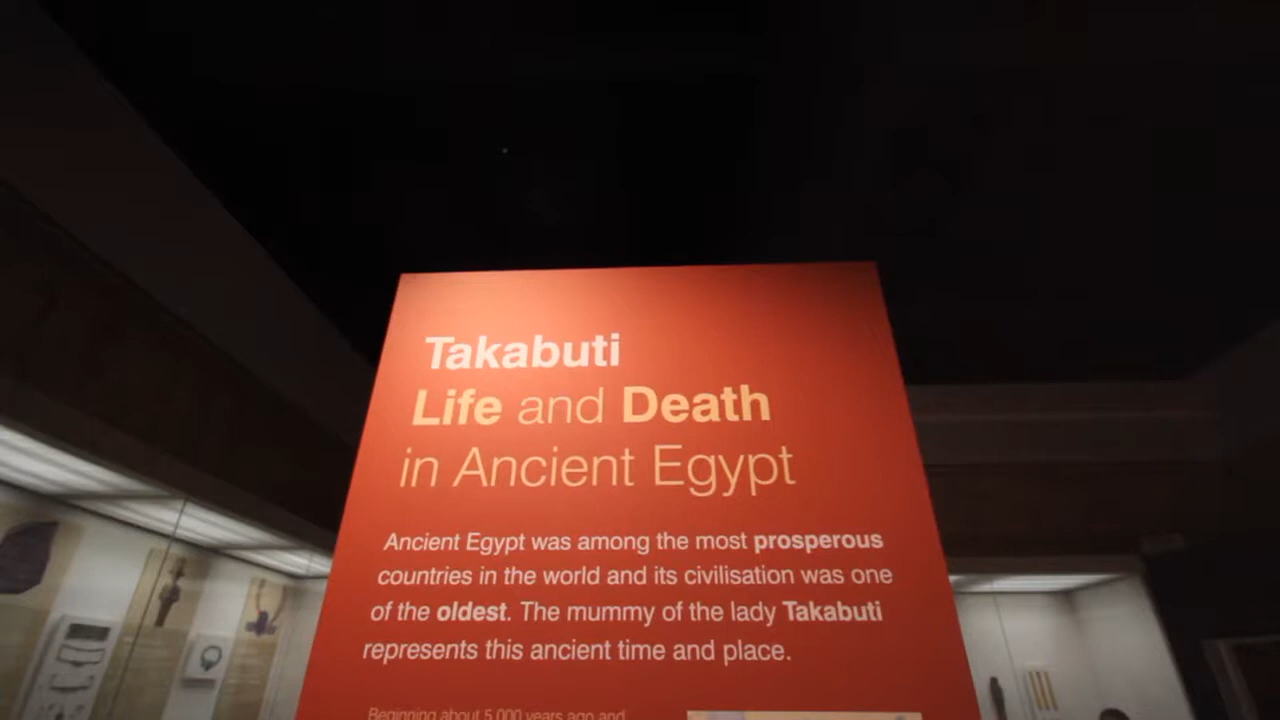 Takabuti
Life and Death
in Ancient Egypt
Ancient Egypt was among the most prosperous
countries in the world and its civilisation was one
of the oldest. The mummy of the lady Takabuti
represents this ancient time and place.
Beginning about 5,000 years ago and